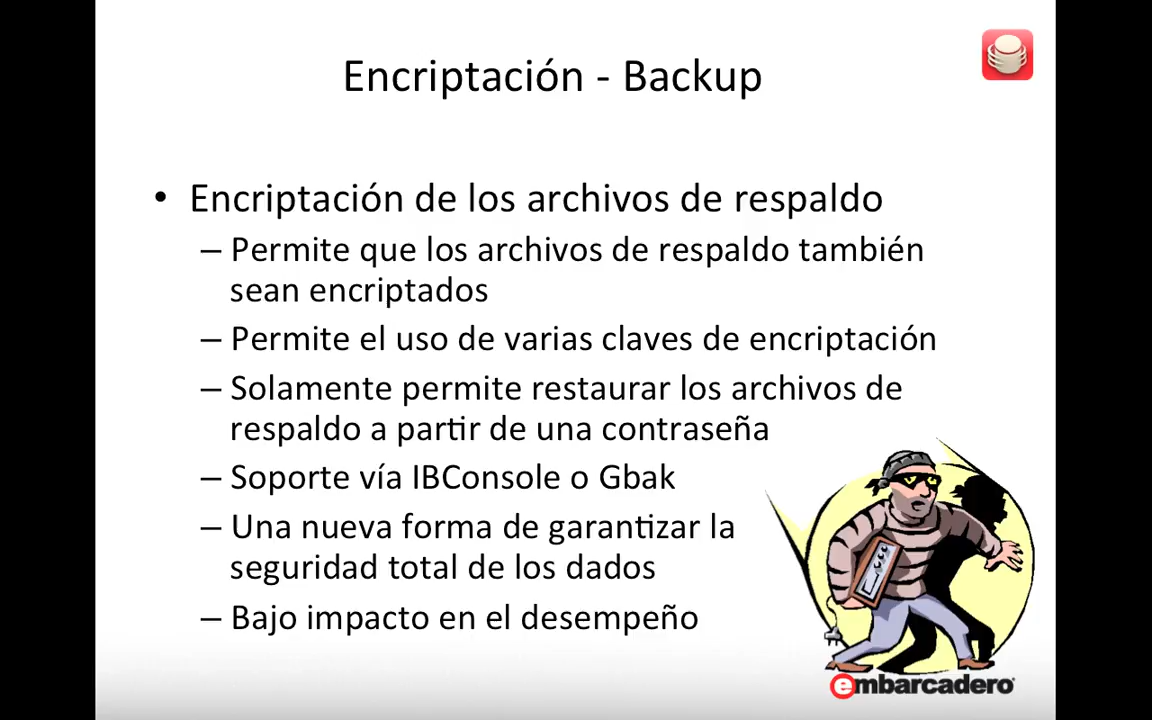 Encriptación - Backup
• Encriptación de los archivos de respaldo
– Permite que los archivos de respaldo también
sean encriptados
– Permite el uso de varias claves de encriptación
– Solamente permite restaurar los archivos de
respaldo a partir de una contraseña
– Soporte vía IBConsole o Gbak
– Una nueva forma de garantizar la
seguridad total de los dados
– Bajo impacto en el desempeño
embarcadero